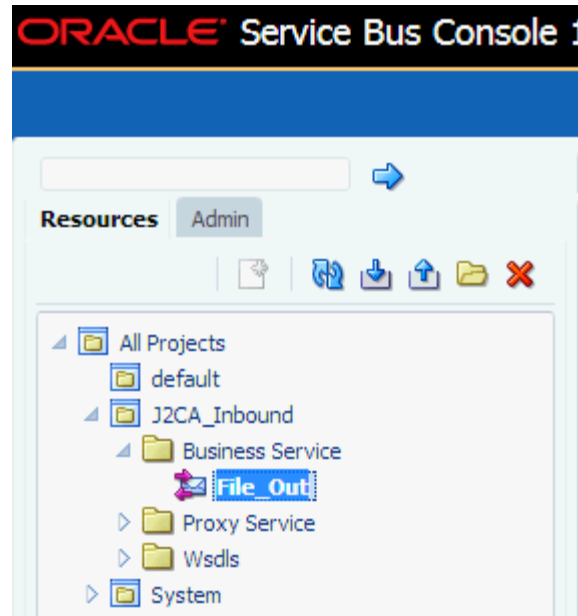 ORACLE Service Bus Console
Resources Admin
All Projects
default
J2CA_Inbound
Business Service
File_Out
Proxy Service
Wsdls
System